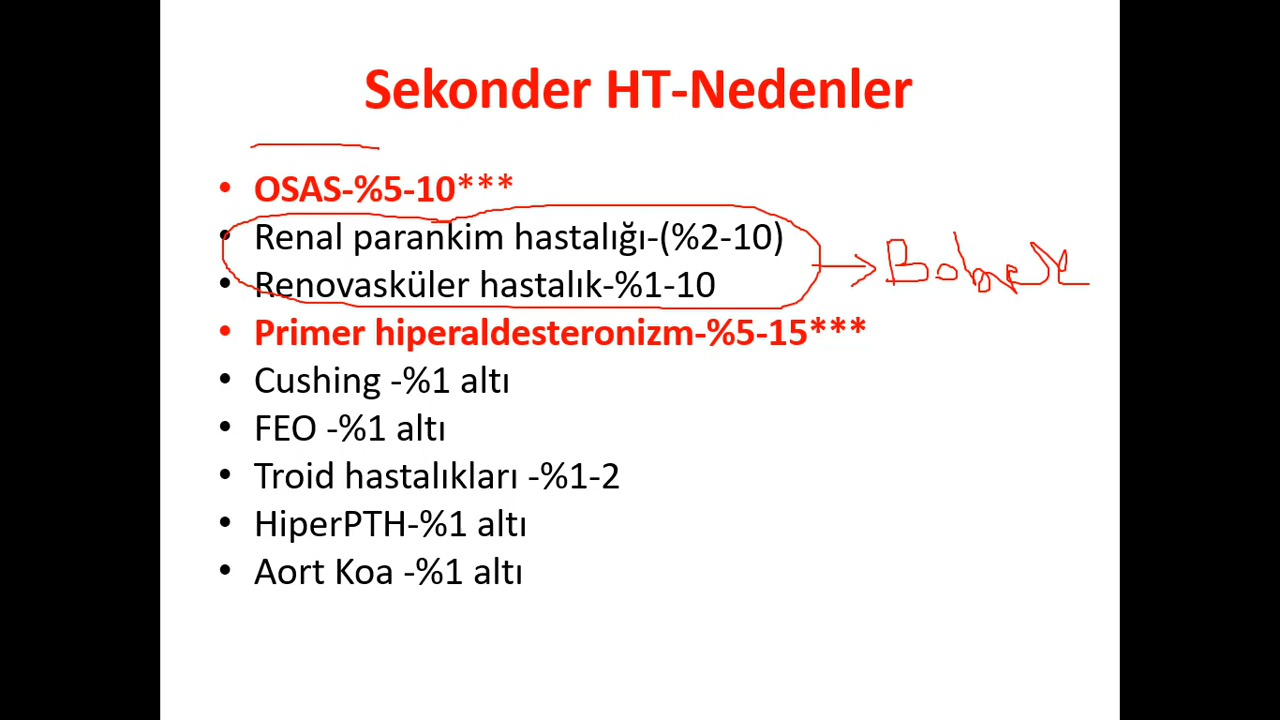 Sekonder HT-Nedenler
• OSAS-%5-10***
• Renal parankim hastalığı-(%2-10)
• Renovasküler hastalık-%1-10
• Primer hiperaldesteronizm-%5-15***
• Cushing -%1 altı
• FEO -%1 altı
• Troid hastalıkları -%1-2
• HiperPTH-%1 altı
• Aort Koa -%1 altı